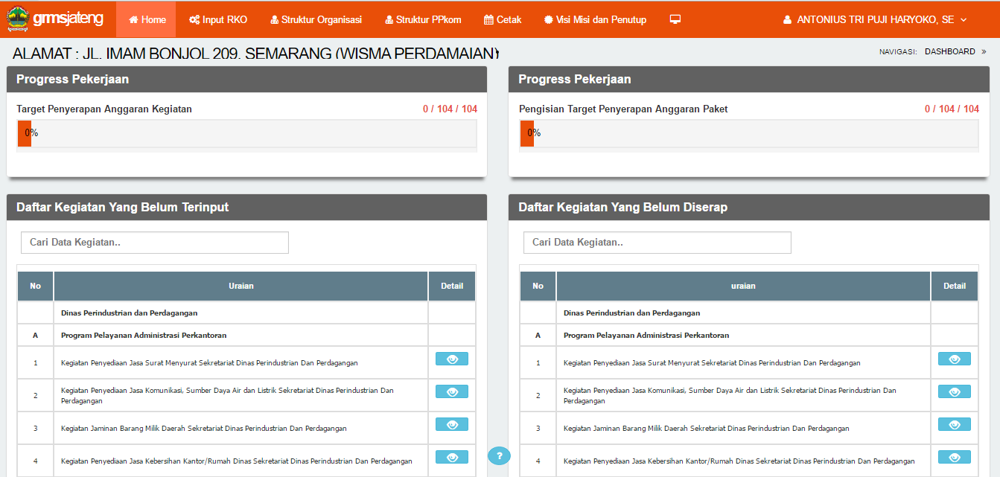 grmsjateng
Home
Input RKO
Struktur Organisasi
Struktur PPkom
Cetak
Visi Misi dan Penutup
ANTONIUS TRI PUJI HARYOKO, SE
ALAMAT : JL. IMAM BONJOL 209. SEMARANG (WISMA PERDAMAIAN)
NAVIGASI: DASHBOARD »
Progress Pekerjaan
Target Penyerapan Anggaran Kegiatan 0 / 104 / 104
0%
Progress Pekerjaan
Pengisian Target Penyerapan Anggaran Paket 0 / 104 / 104
0%
Daftar Kegiatan Yang Belum Terinput
Cari Data Kegiatan..
No Uraian Detail
Dinas Perindustrian dan Perdagangan
A Program Pelayanan Administrasi Perkantoran
1 Kegiatan Penyediaan Jasa Surat Menyurat Sekretariat Dinas Perindustrian Dan Perdagangan
2 Kegiatan Penyediaan Jasa Komunikasi, Sumber Daya Air dan Listrik Sekretariat Dinas Perindustrian Dan
Perdagangan
3 Kegiatan Jaminan Barang Milik Daerah Sekretariat Dinas Perindustrian Dan Perdagangan
4 Kegiatan Penyediaan Jasa Kebersihan Kantor/Rumah Dinas Sekretariat Dinas Perindustrian Dan Perdagangan
?
Daftar Kegiatan Yang Belum Diserap
Cari Data Kegiatan..
No uraian Detail
Dinas Perindustrian dan Perdagangan
A Program Pelayanan Administrasi Perkantoran
1 Kegiatan Penyediaan Jasa Surat Menyurat Sekretariat Dinas Perindustrian Dan Perdagangan
2 Kegiatan Penyediaan Jasa Komunikasi, Sumber Daya Air dan Listrik Sekretariat Dinas Perindustrian Dan
Perdagangan
3 Kegiatan Jaminan Barang Milik Daerah Sekretariat Dinas Perindustrian Dan Perdagangan
4 Kegiatan Penyediaan Jasa Kebersihan Kantor/Rumah Dinas Sekretariat Dinas Perindustrian Dan Perdagangan